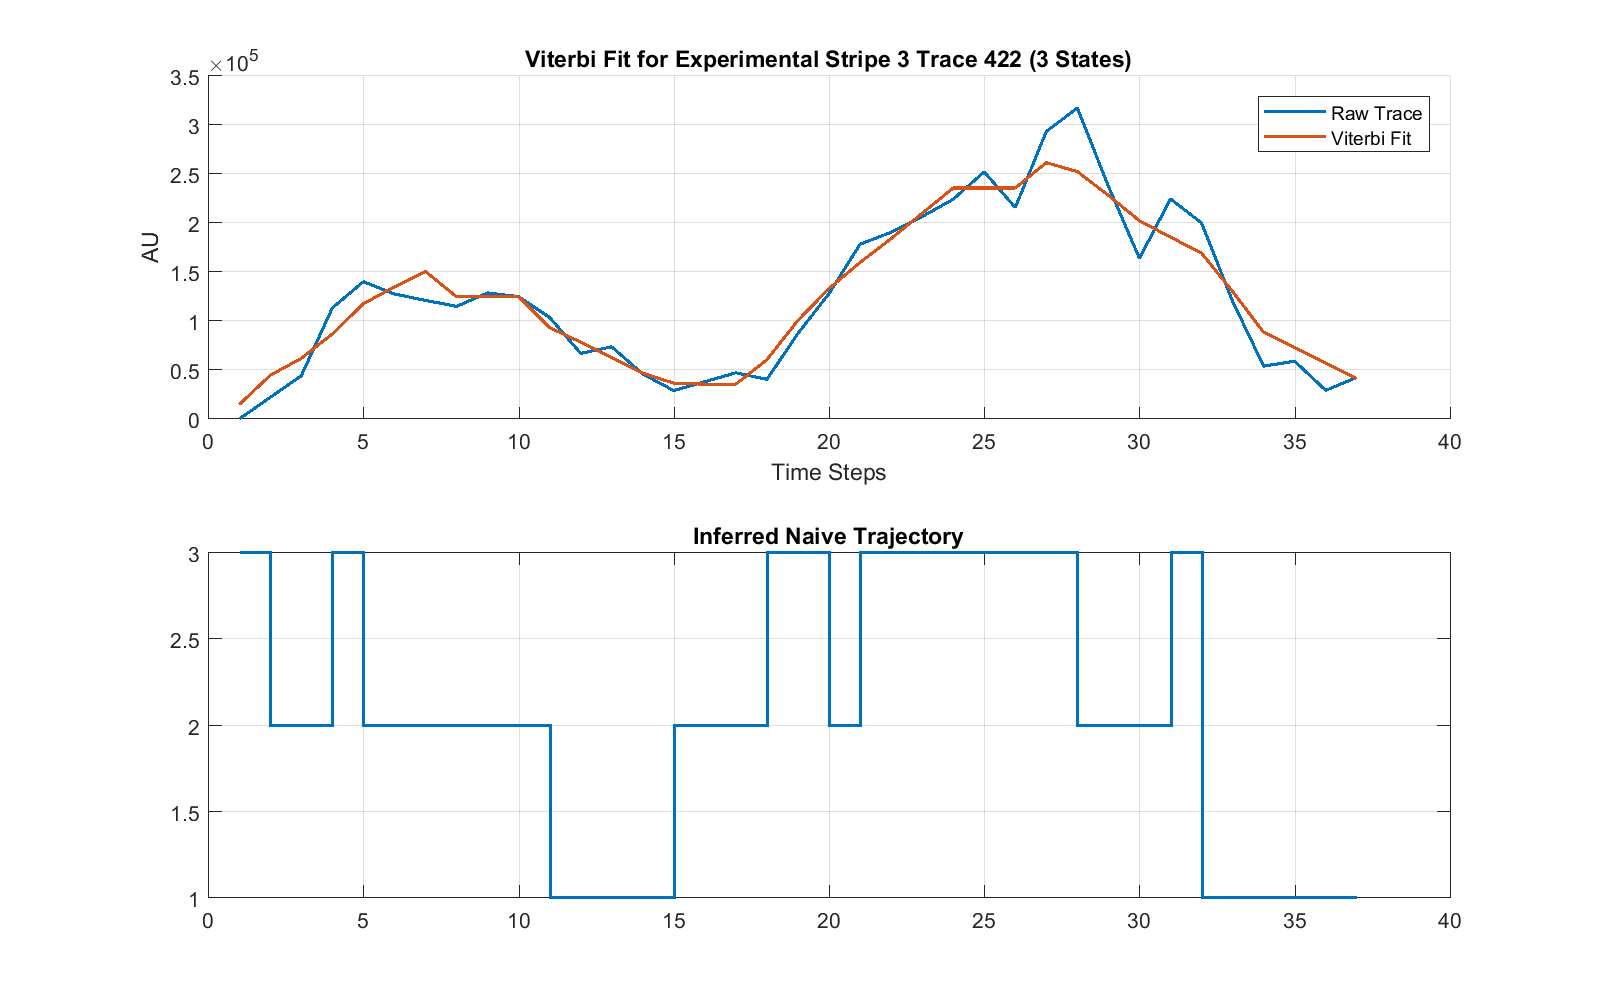 Viterbi Fit for Experimental Stripe 3 Trace 422 (3 States)
×10^5
3.5
3
2.5
2
1.5
1
0.5
0
AU
Raw Trace
Viterbi Fit
0 5 10 15 20 25 30 35 40
Time Steps
Inferred Naive Trajectory
3
2.5
2
1.5
1
0 5 10 15 20 25 30 35 40